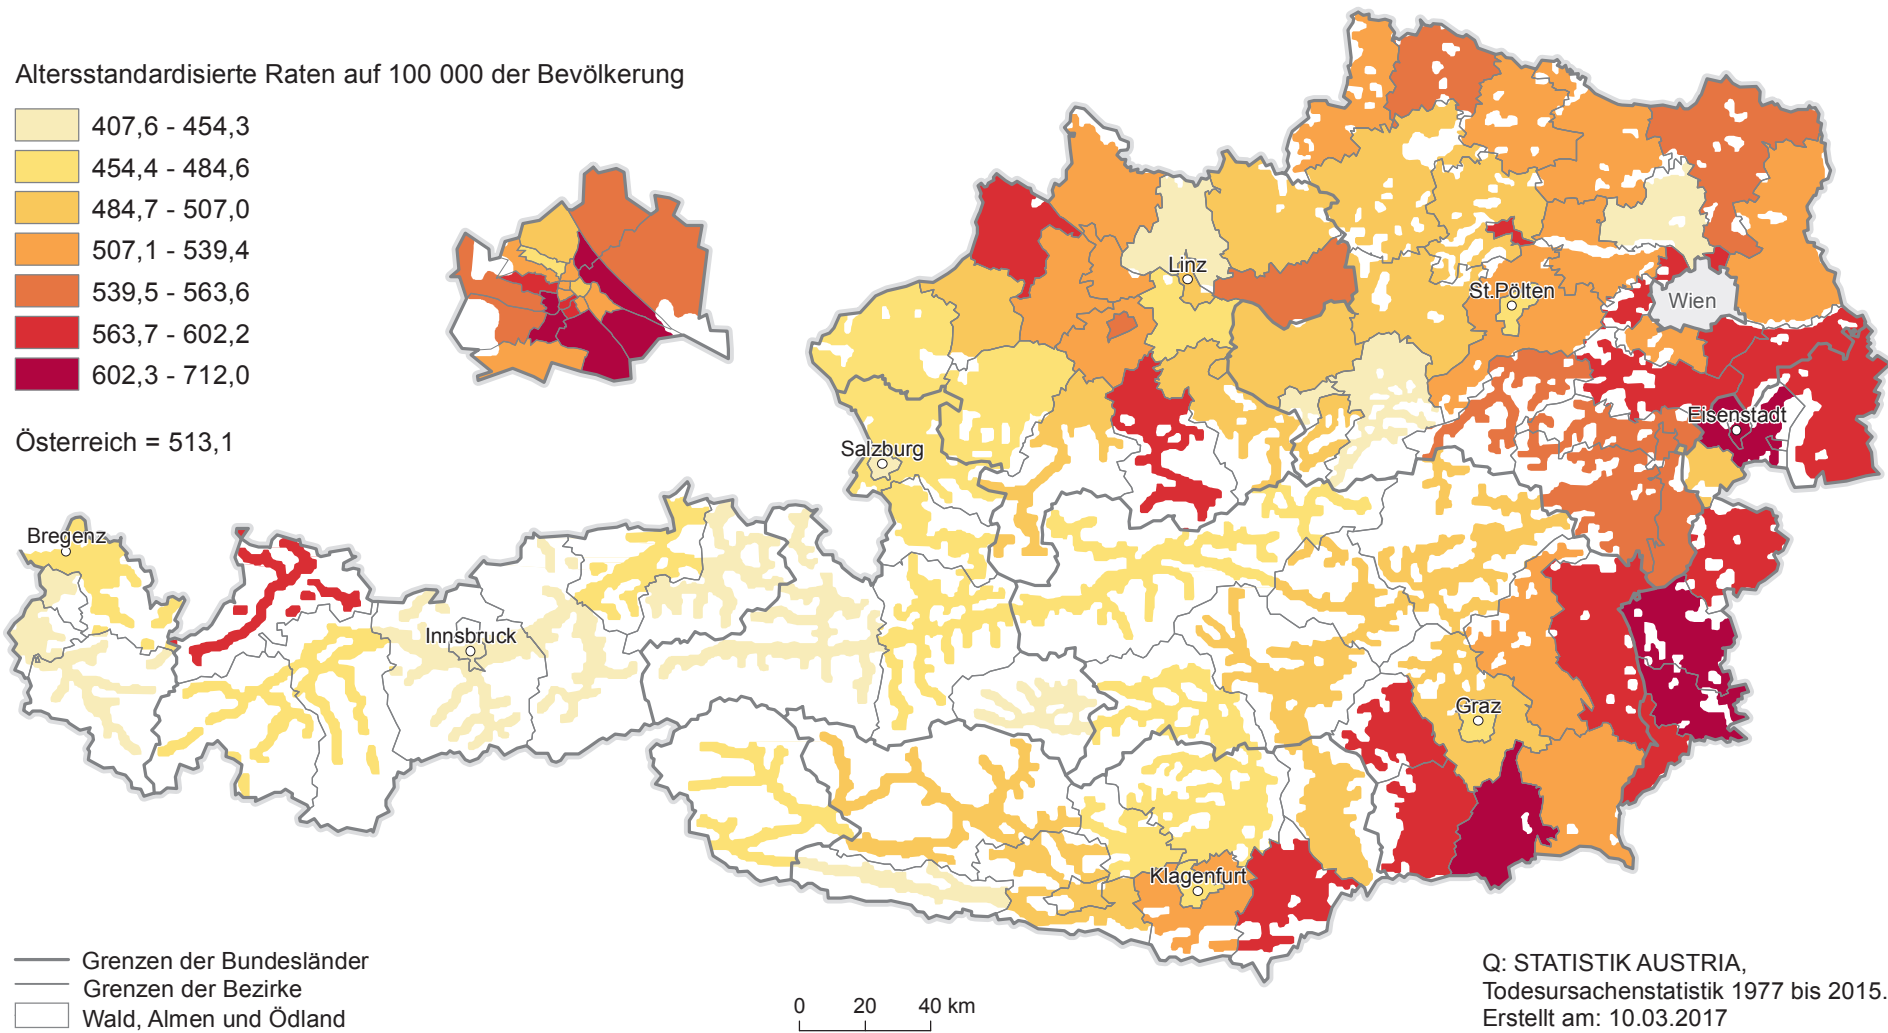 Altersstandardisierte Raten auf 100 000 der Bevölkerung
407,6 - 454,3
454,4 - 484,6
484,7 - 507,0
507,1 - 539,4
539,5 - 563,6
563,7 - 602,2
602,3 - 712,0
Österreich = 513,1
Linz
St.Pölten
Wien
Eisenstadt
Salzburg
Bregenz
Innsbruck
Graz
Klagenfurt
Grenzen der Bundesländer
Grenzen der Bezirke
Wald, Almen und Ödland
0 20 40 km
Q: STATISTIK AUSTRIA,
Todesursachenstatistik 1977 bis 2015.
Erstellt am: 10.03.2017